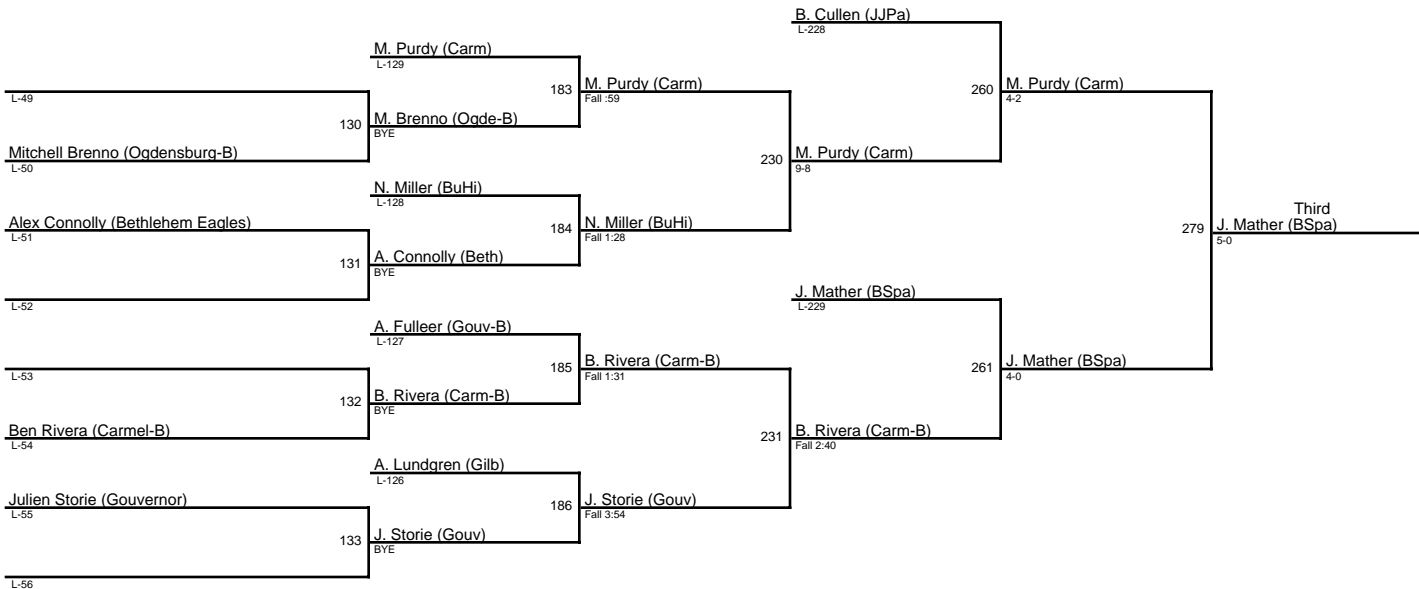 B. Cullen (JJPa)
L-228
M. Purdy (Carm)
L-129
183
M. Purdy (Carm)
Fall :59
260
M. Purdy (Carm)
4-2
L-49
130
M. Brenno (Ogde-B)
BYE
Mitchell Brenno (Ogdensburg-B)
L-50
230
M. Purdy (Carm)
9-8
N. Miller (BuHi)
L-128
Alex Connolly (Bethlehem Eagles)
L-51
184
N. Miller (BuHi)
Fall 1:28
279
Third
J. Mather (BSpa)
5-0
131
A. Connolly (Beth)
BYE
L-52
J. Mather (BSpa)
L-229
A. Fulleer (Gouv-B)
L-127
185
B. Rivera (Carm-B)
Fall 1:31
261
J. Mather (BSpa)
4-0
L-53
132
B. Rivera (Carm-B)
BYE
Ben Rivera (Carmel-B)
L-54
231
B. Rivera (Carm-B)
Fall 2:40
A. Lundgren (Gilb)
L-126
Julien Storie (Gouvernor)
L-55
186
J. Storie (Gouv)
Fall 3:54
133
J. Storie (Gouv)
BYE
L-56